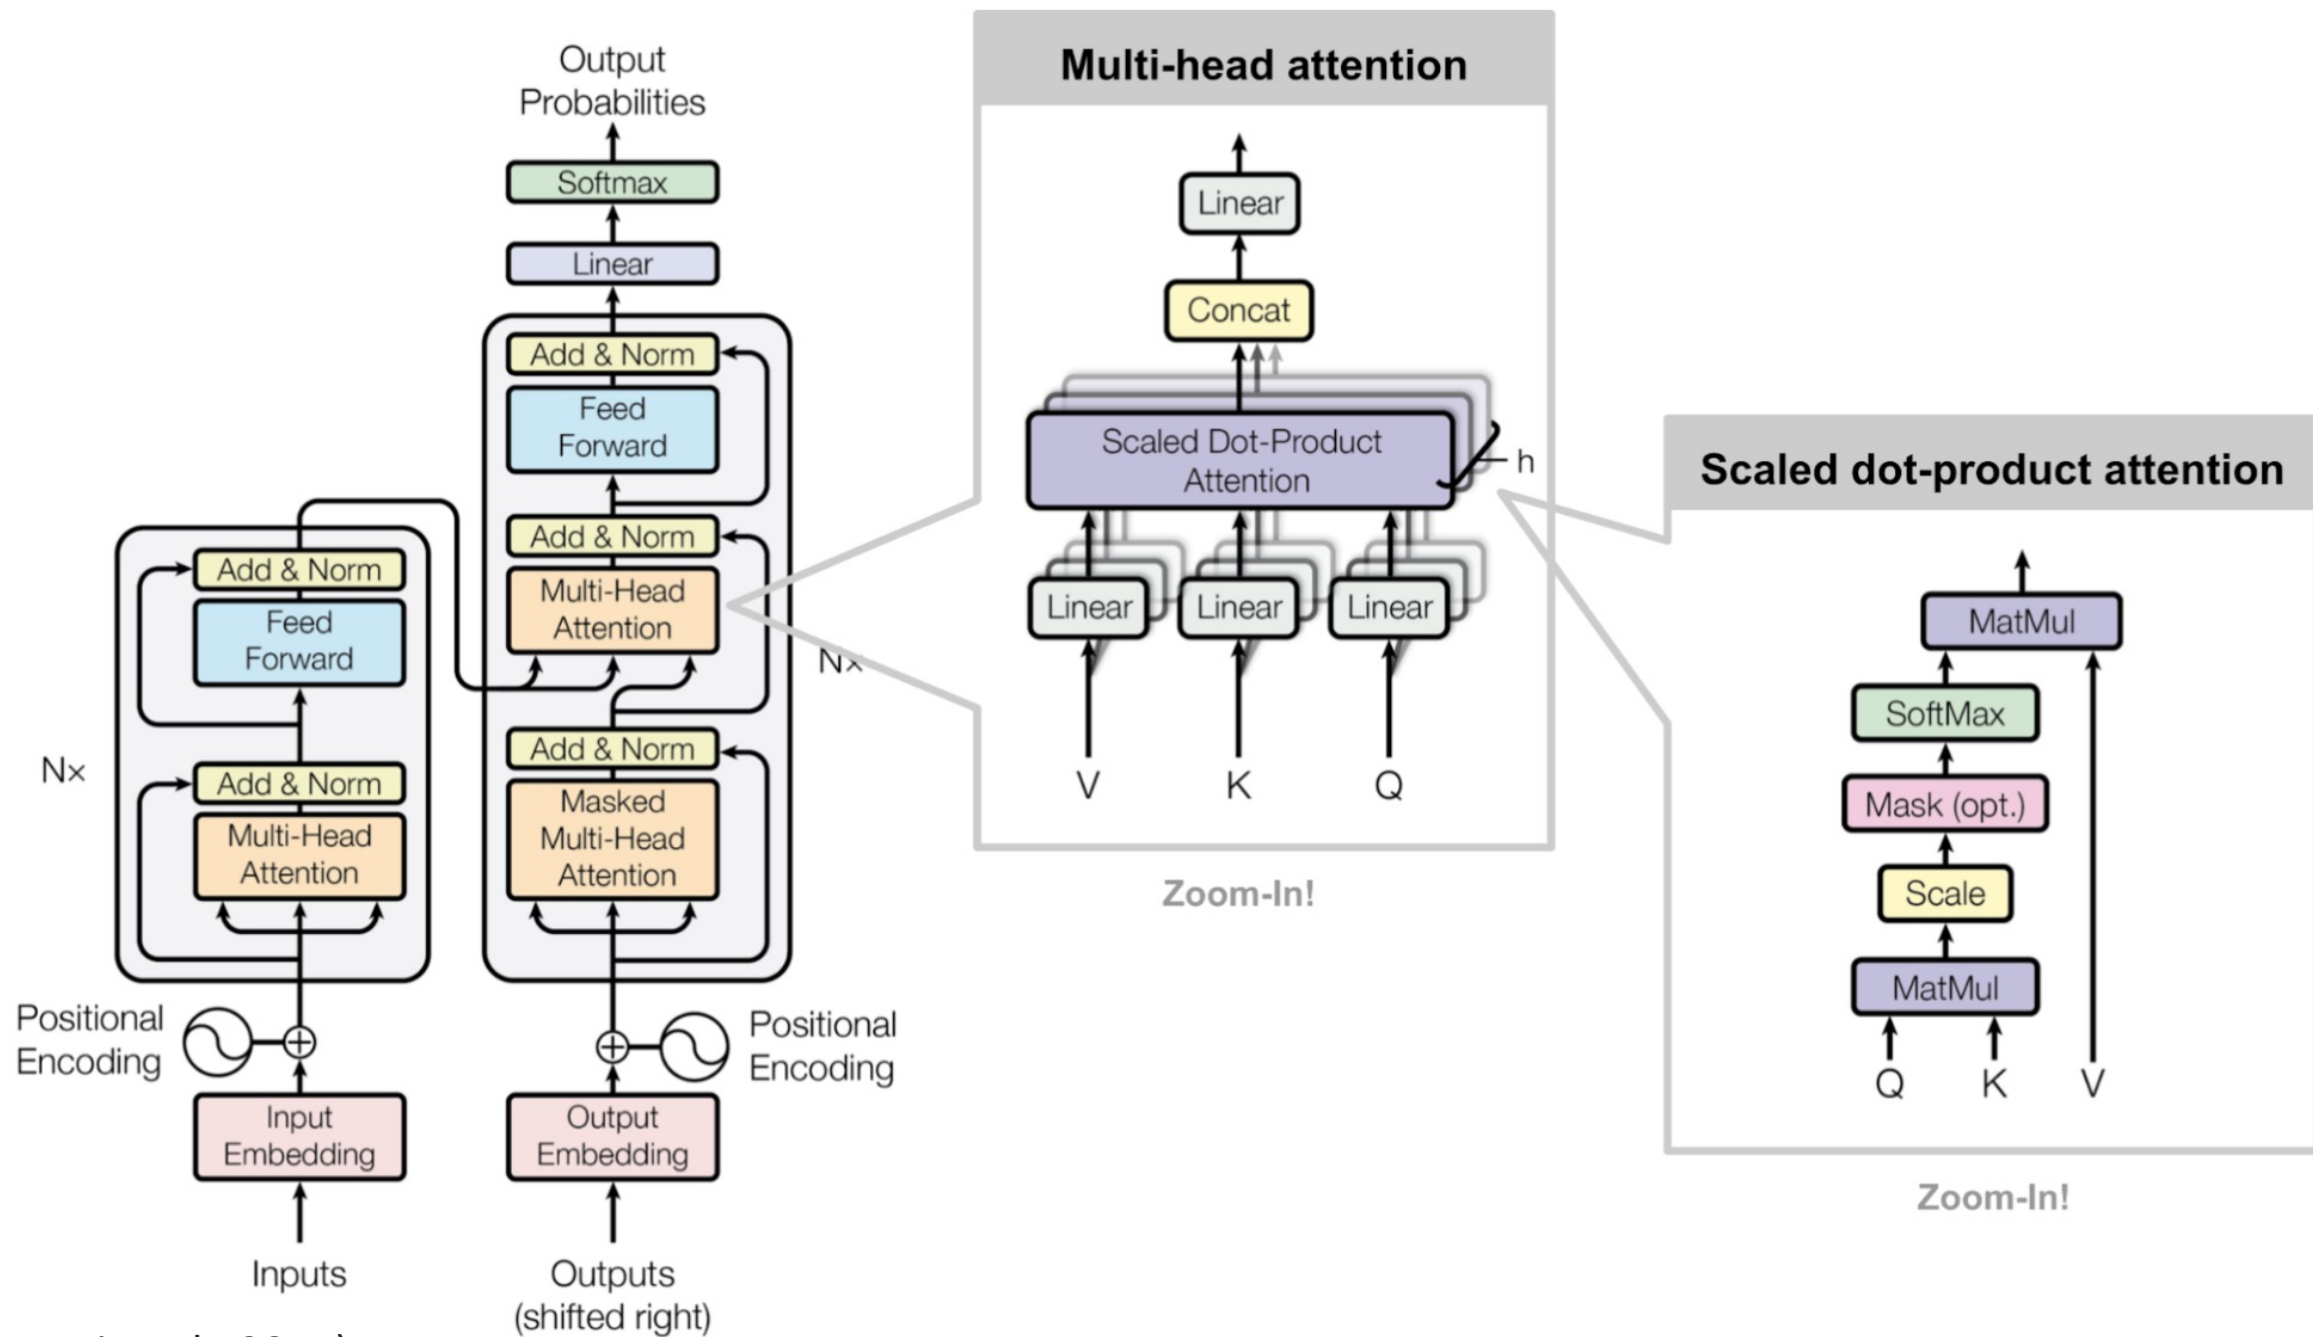 Output
Probabilities
Softmax
Linear
Add & Norm
Feed
Forward
Add & Norm
Multi-Head
Attention
Add & Norm
Masked
Multi-Head
Attention
Nx
Positional
Encoding
Output
Embedding
Outputs
(shifted right)
Add & Norm
Feed
Forward
Add & Norm
Multi-Head
Attention
Nx
Positional
Encoding
Input
Embedding
Inputs
Multi-head attention
Linear
Concat
Scaled Dot-Product
Attention
h
Linear Linear Linear
V K Q
Zoom-In!
Scaled dot-product attention
MatMul
SoftMax
Mask (opt.)
Scale
MatMul
Q K V
Zoom-In!